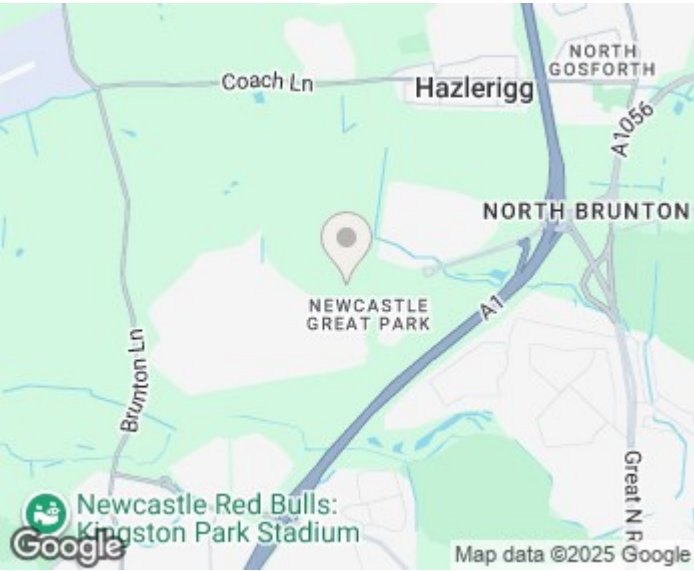 NORTH
GOSFORTH
Coach Ln
Hazlerigg
A1056
NORTH BRUNTON
NEWCASTLE
GREAT PARK
A1
Brunton Ln
Great N R
Newcastle Red Bulls:
Kingston Park Stadium
Google
Map data ©2025 Google